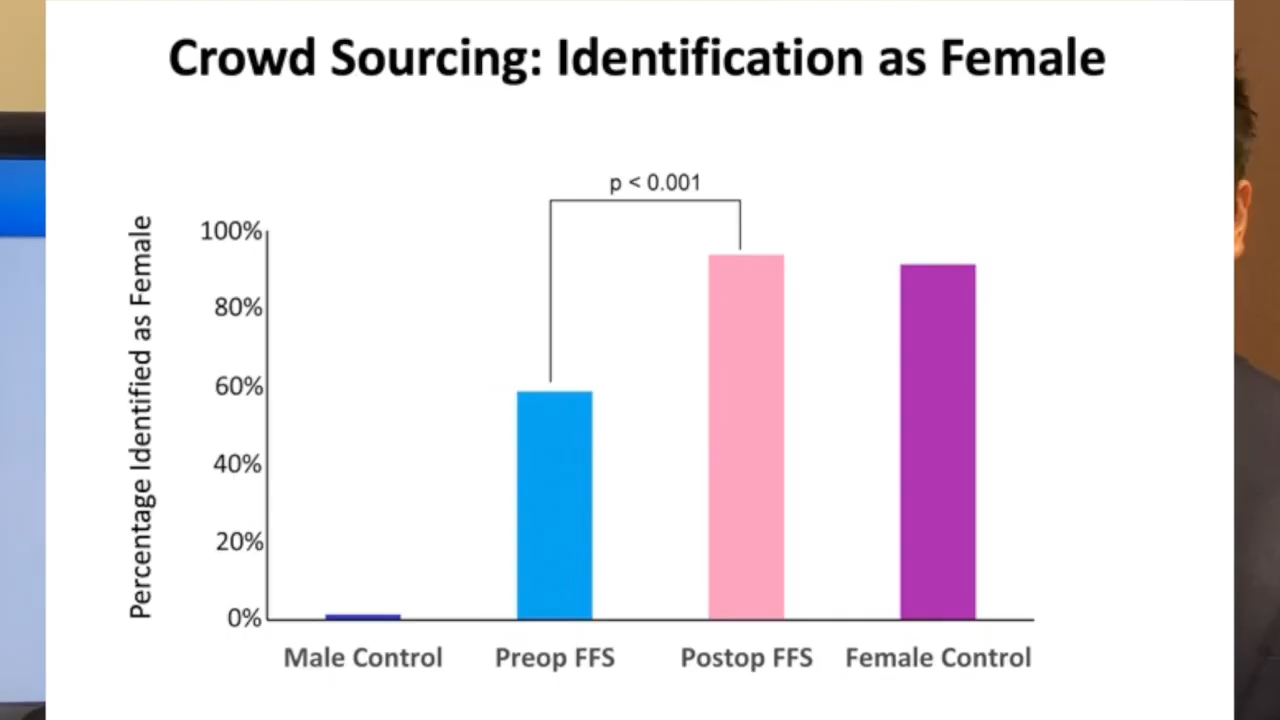 Crowd Sourcing: Identification as Female
p < 0.001
Percentage Identified as Female
100%
80%
60%
40%
20%
0%
Male Control Preop FFS Postop FFS Female Control